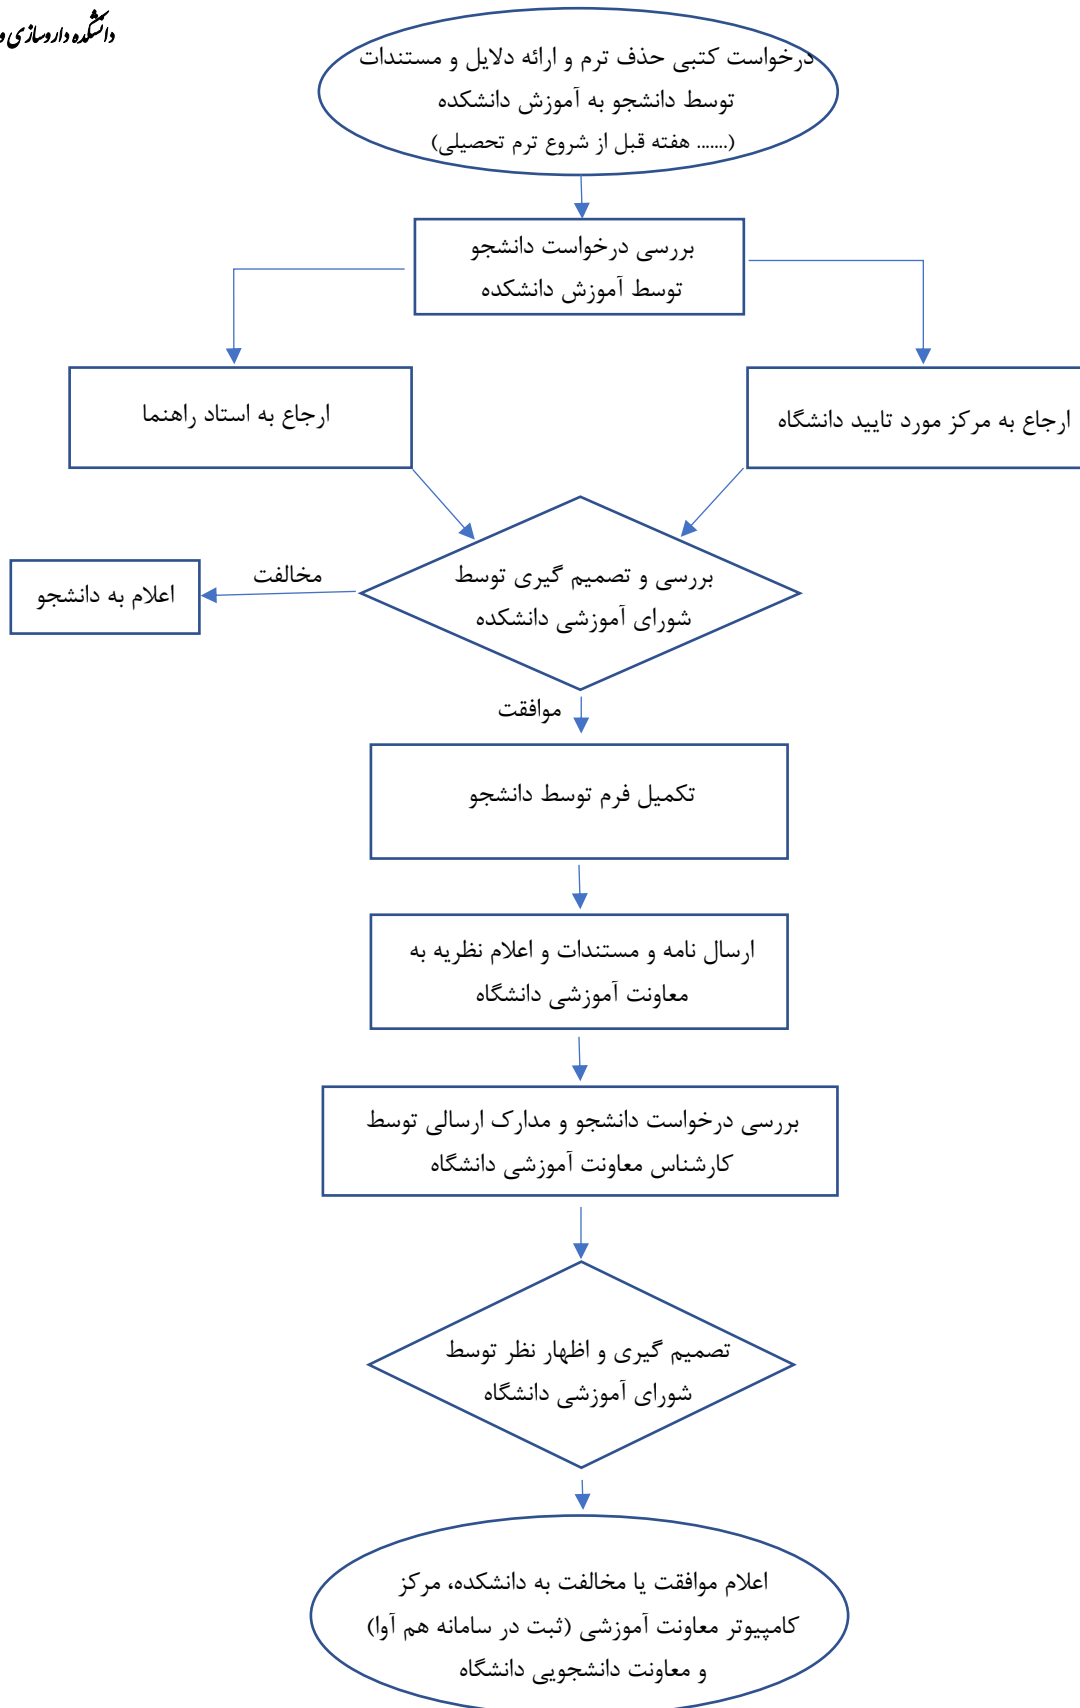 دانشکده داروسازی و
درخواست کتبی حذف ترم و ارائه دلایل و مستندات
توسط دانشجو به آموزش دانشکده
(....... هفته قبل از شروع ترم تحصیلی)
بررسی درخواست دانشجو
توسط آموزش دانشکده
ارجاع به مرکز مورد تایید دانشگاه
ارجاع به استاد راهنما
بررسی و تصمیم گیری توسط
شورای آموزشی دانشکده
مخالفت
اعلام به دانشجو
موافقت
تکمیل فرم توسط دانشجو
ارسال نامه و مستندات و اعلام نظریه به
معاونت آموزشی دانشگاه
بررسی درخواست دانشجو و مدارک ارسالی توسط
کارشناس معاونت آموزشی دانشگاه
تصمیم گیری و اظهار نظر توسط
شورای آموزشی دانشگاه
اعلام موافقت یا مخالفت به دانشکده، مرکز
کامپیوتر معاونت آموزشی (ثبت در سامانه هم آوا)
و معاونت دانشجویی دانشگاه